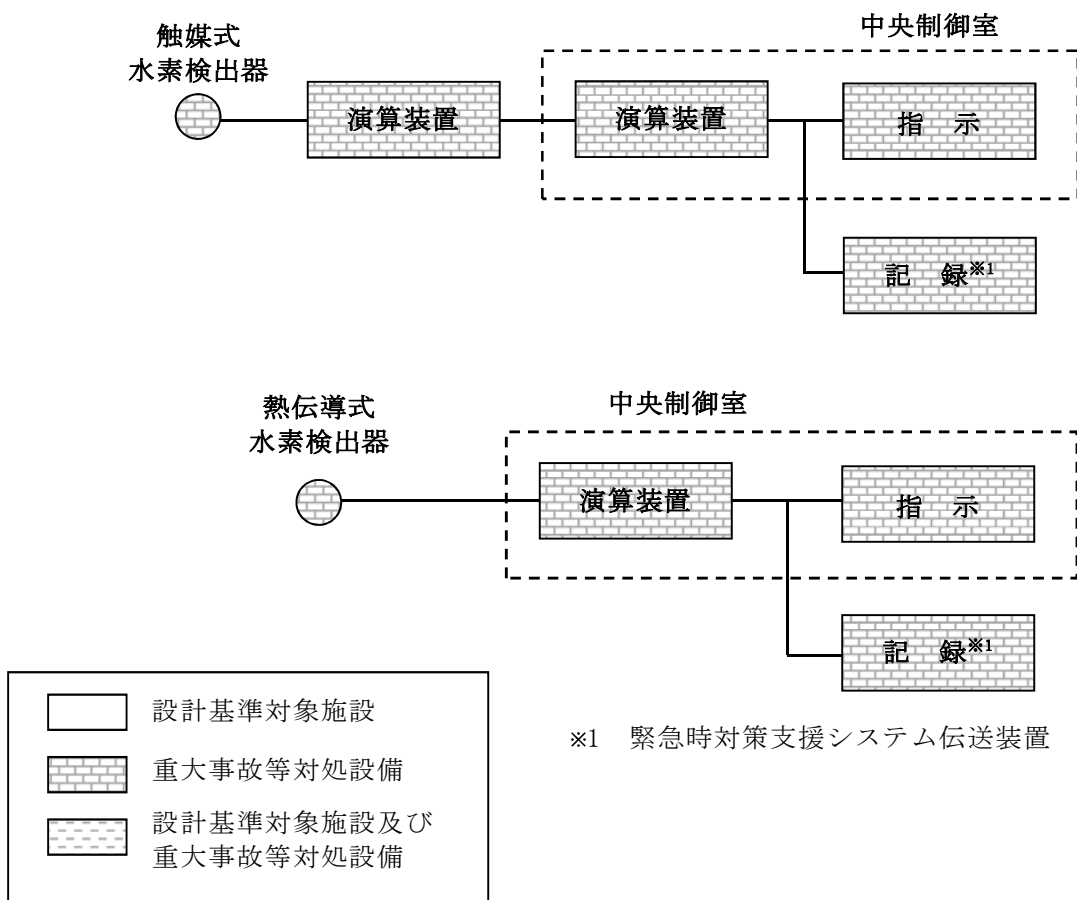 中央制御室
触媒式
水素検出器
演算装置
演算装置
指 示
記 録※1
熱伝導式
水素検出器
中央制御室
演算装置
指 示
記 録※1
設計基準対象施設
重大事故等対処設備
設計基準対象施設及び
重大事故等対処設備
※1 緊急時対策支援システム伝送装置